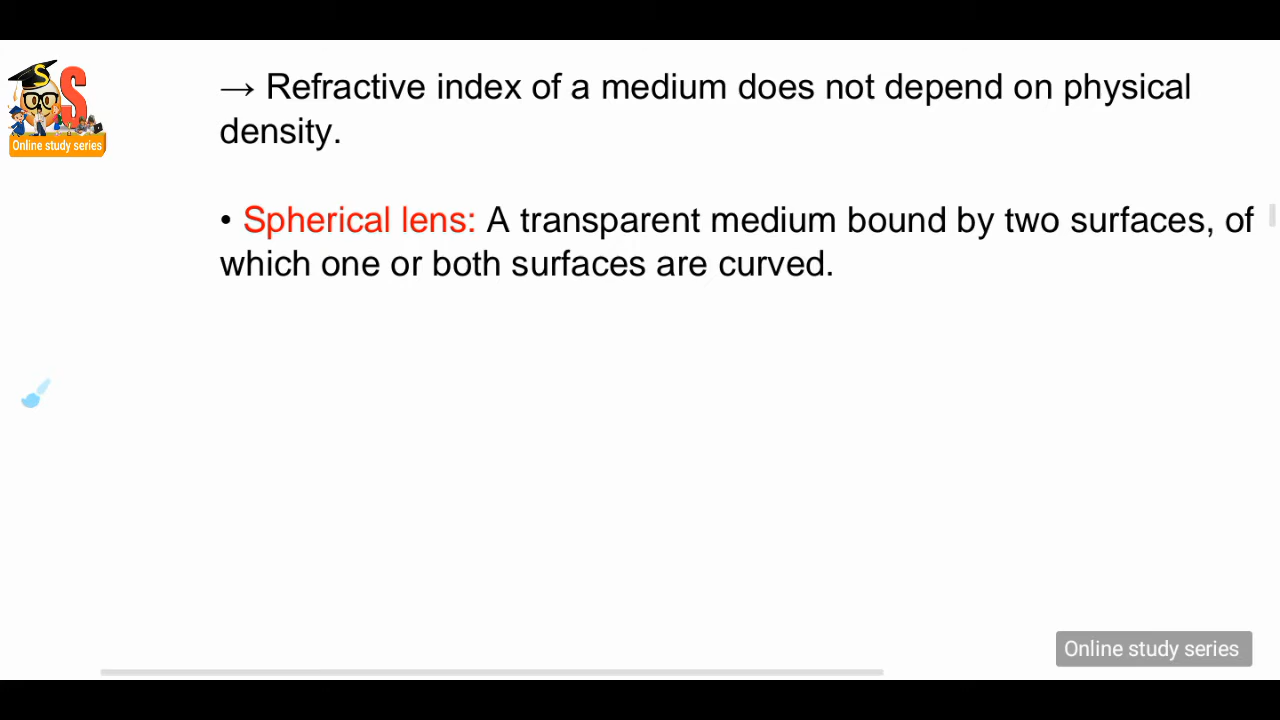 → Refractive index of a medium does not depend on physical
density.
• Spherical lens: A transparent medium bound by two surfaces, of
which one or both surfaces are curved.
S
S
Online study series
Online study series